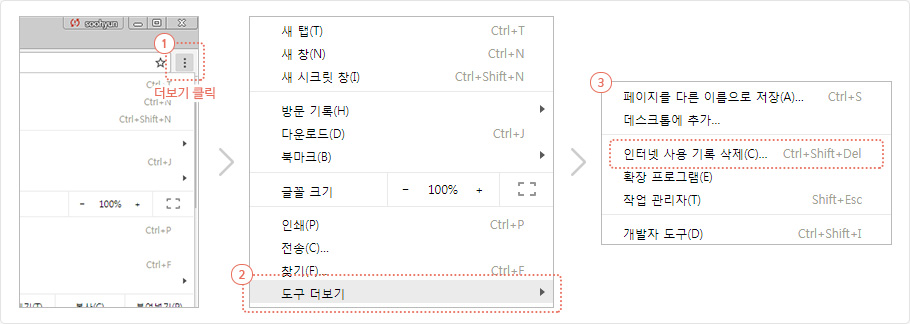 soohyun
1
더보기 클릭
Ctrl+T
Ctrl+N
Ctrl+Shift+N
Ctrl+J
- 100%
Ctrl+P
Ctrl+F
새 탭(T) Ctrl+T
새 창(N) Ctrl+N
새 시크릿 창(I) Ctrl+Shift+N
방문 기록(H)
다운로드(D) Ctrl+J
북마크(B)
글꼴 크기 - 100% +
인쇄(P) Ctrl+P
전송(C)...
찾기(F)... Ctrl+F
2
도구 더보기
3
페이지를 다른 이름으로 저장(A)... Ctrl+S
데스크톱에 추가...
인터넷 사용 기록 삭제(C)... Ctrl+Shift+Del
확장 프로그램(E)
작업 관리자(T) Shift+Esc
개발자 도구(D) Ctrl+Shift+I